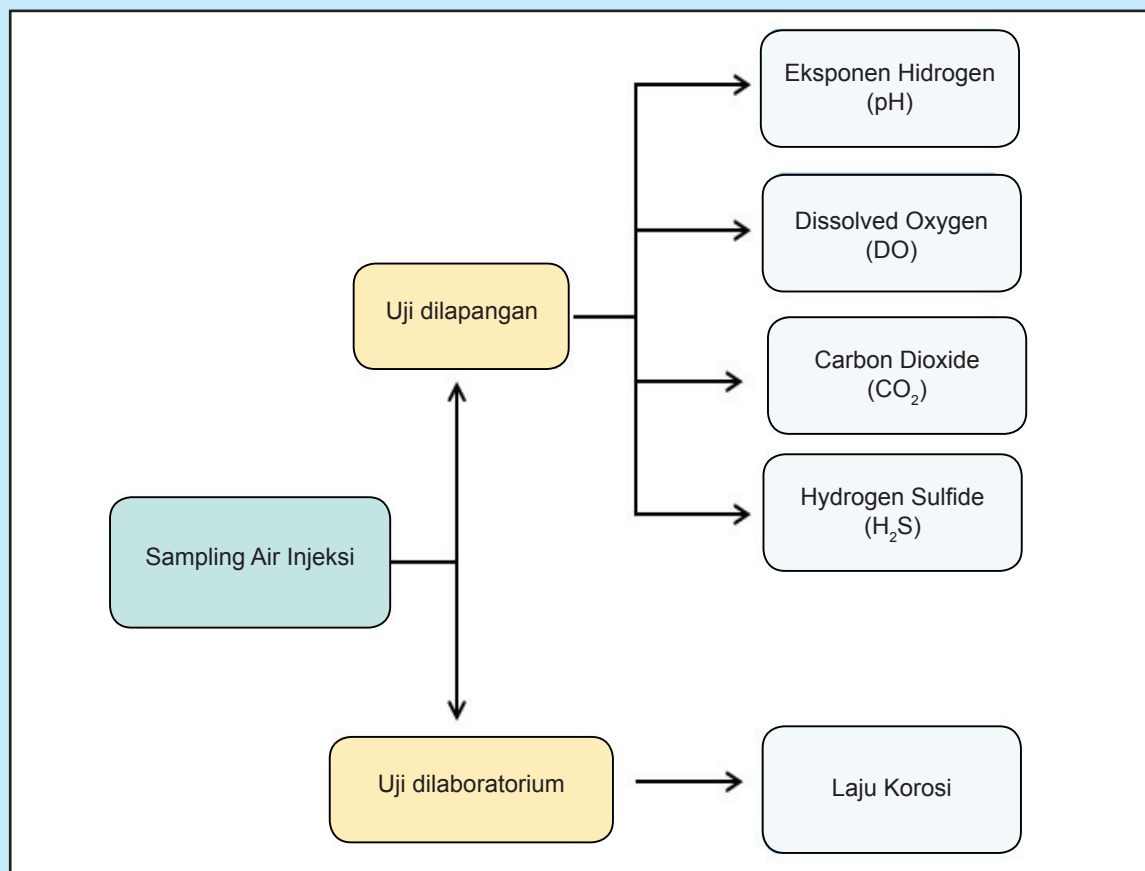 Eksponen Hidrogen
(pH)
Dissolved Oxygen
(DO)
Uji dilapangan
Carbon Dioxide
(CO₂)
Hydrogen Sulfide
(H₂S)
Sampling Air Injeksi
Uji dilaboratorium
Laju Korosi